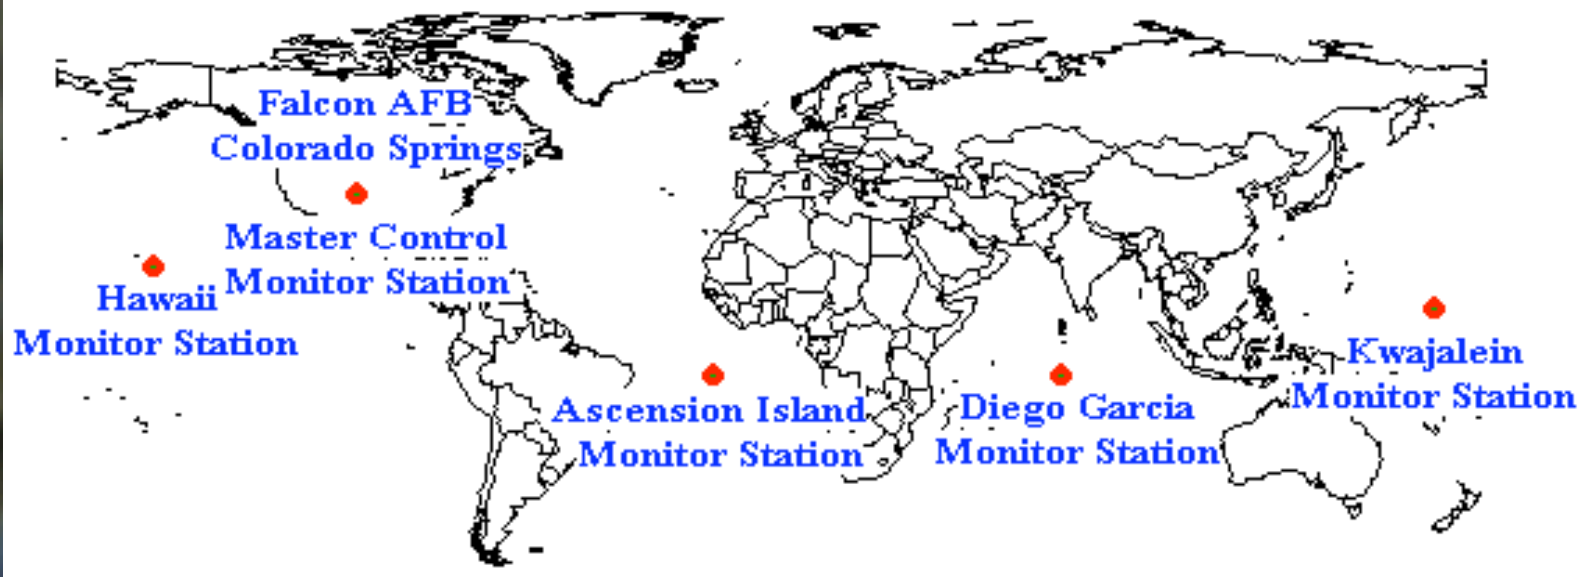 Falcon AFB
Colorado Springs
Master Control
Monitor Station
Hawaii
Monitor Station
Ascension Island
Monitor Station
Diego Garcia
Monitor Station
Kwajalein
Monitor Station